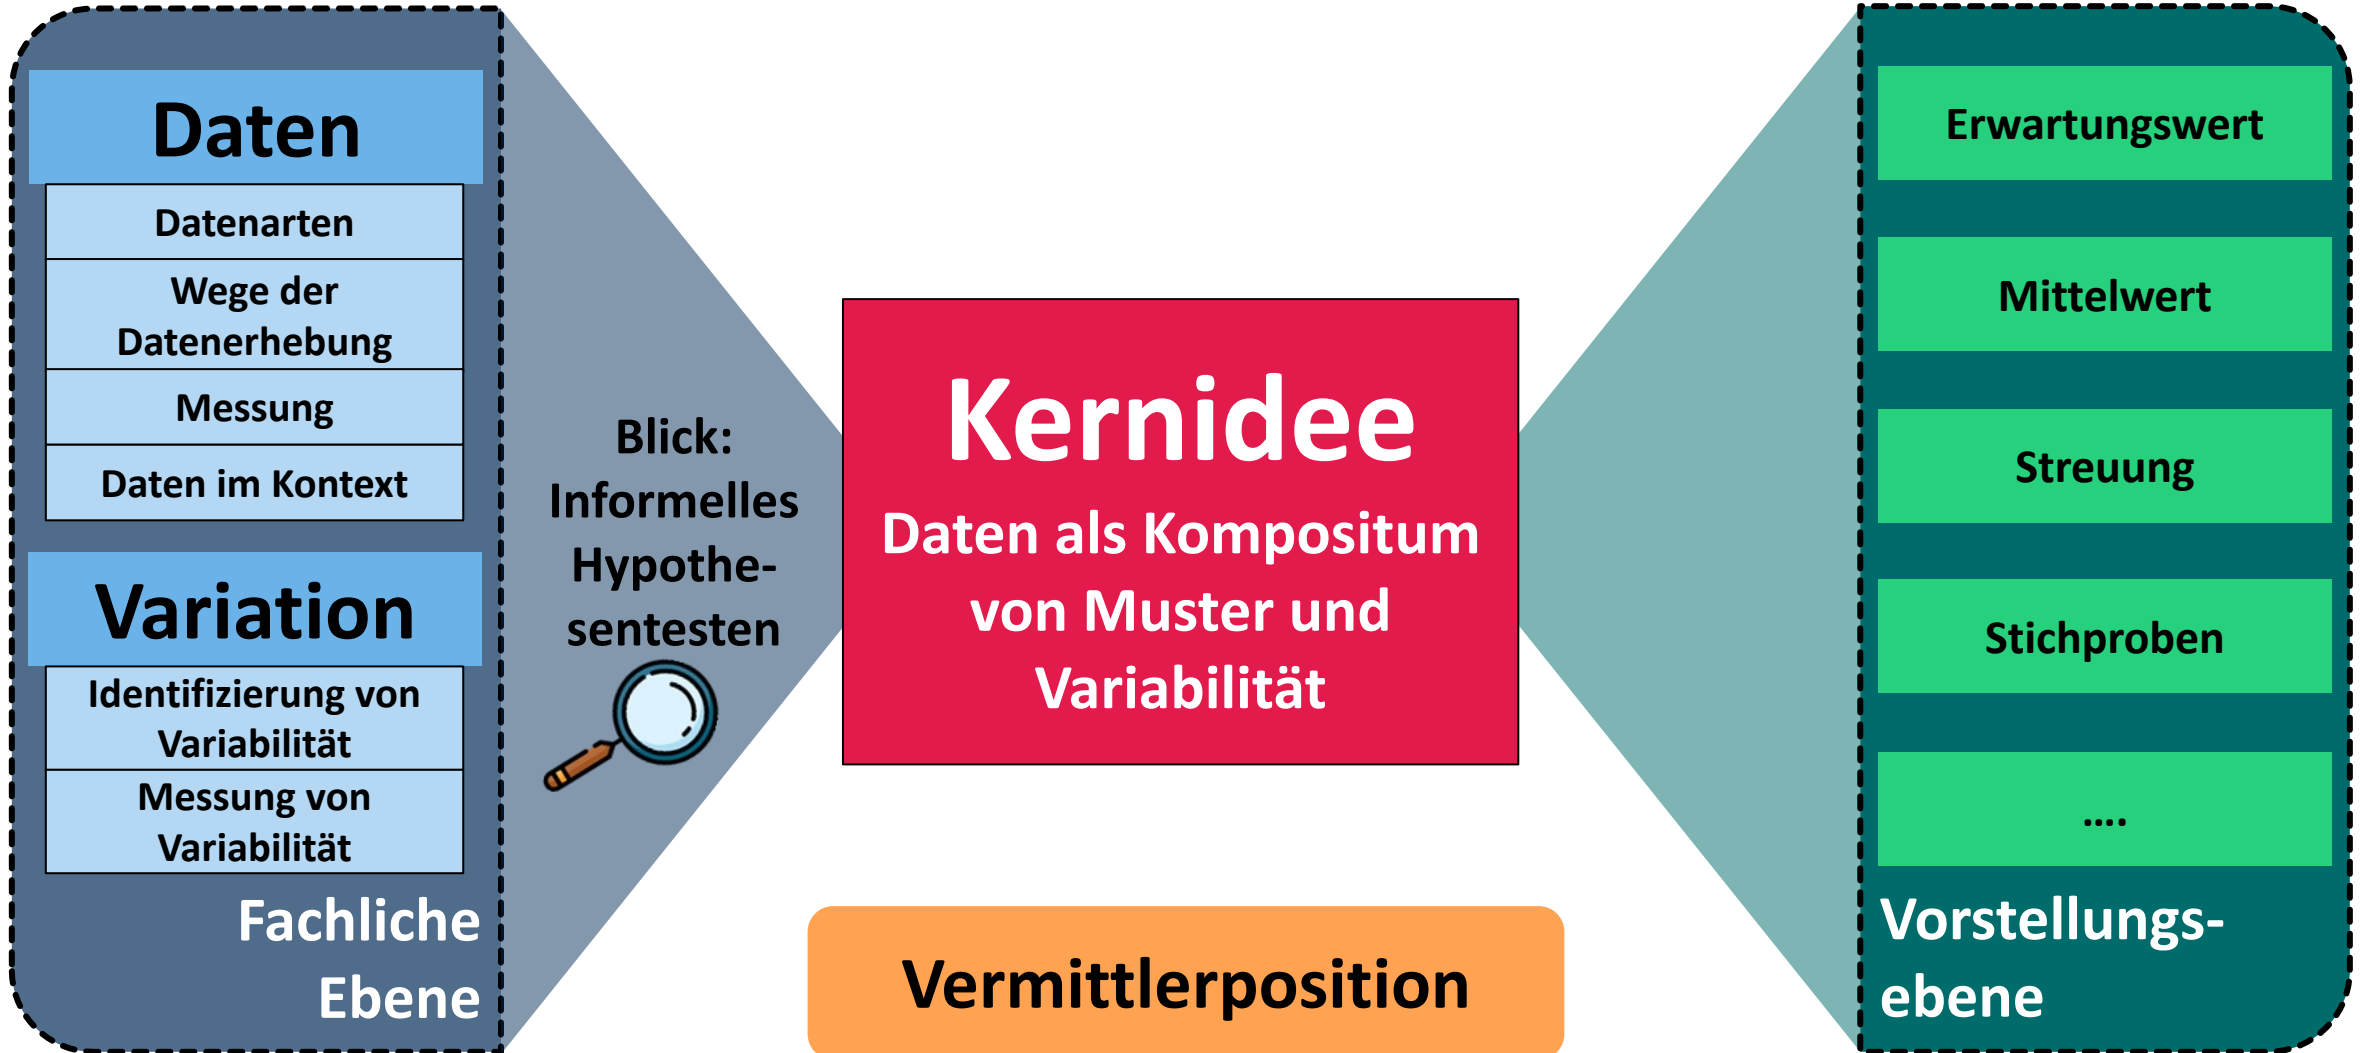 Daten
Datenarten
Wege der
Datenerhebung
Messung
Daten im Kontext
Variation
Identifizierung von
Variabilität
Messung von
Variabilität
Fachliche
Ebene
Blick:
Informelles
Hypothe-
sentesten
Kernidee
Daten als Kompositum
von Muster und
Variabilität
Vermittlerposition
Erwartungswert
Mittelwert
Streuung
Stichproben
....
Vorstellungs-
ebene